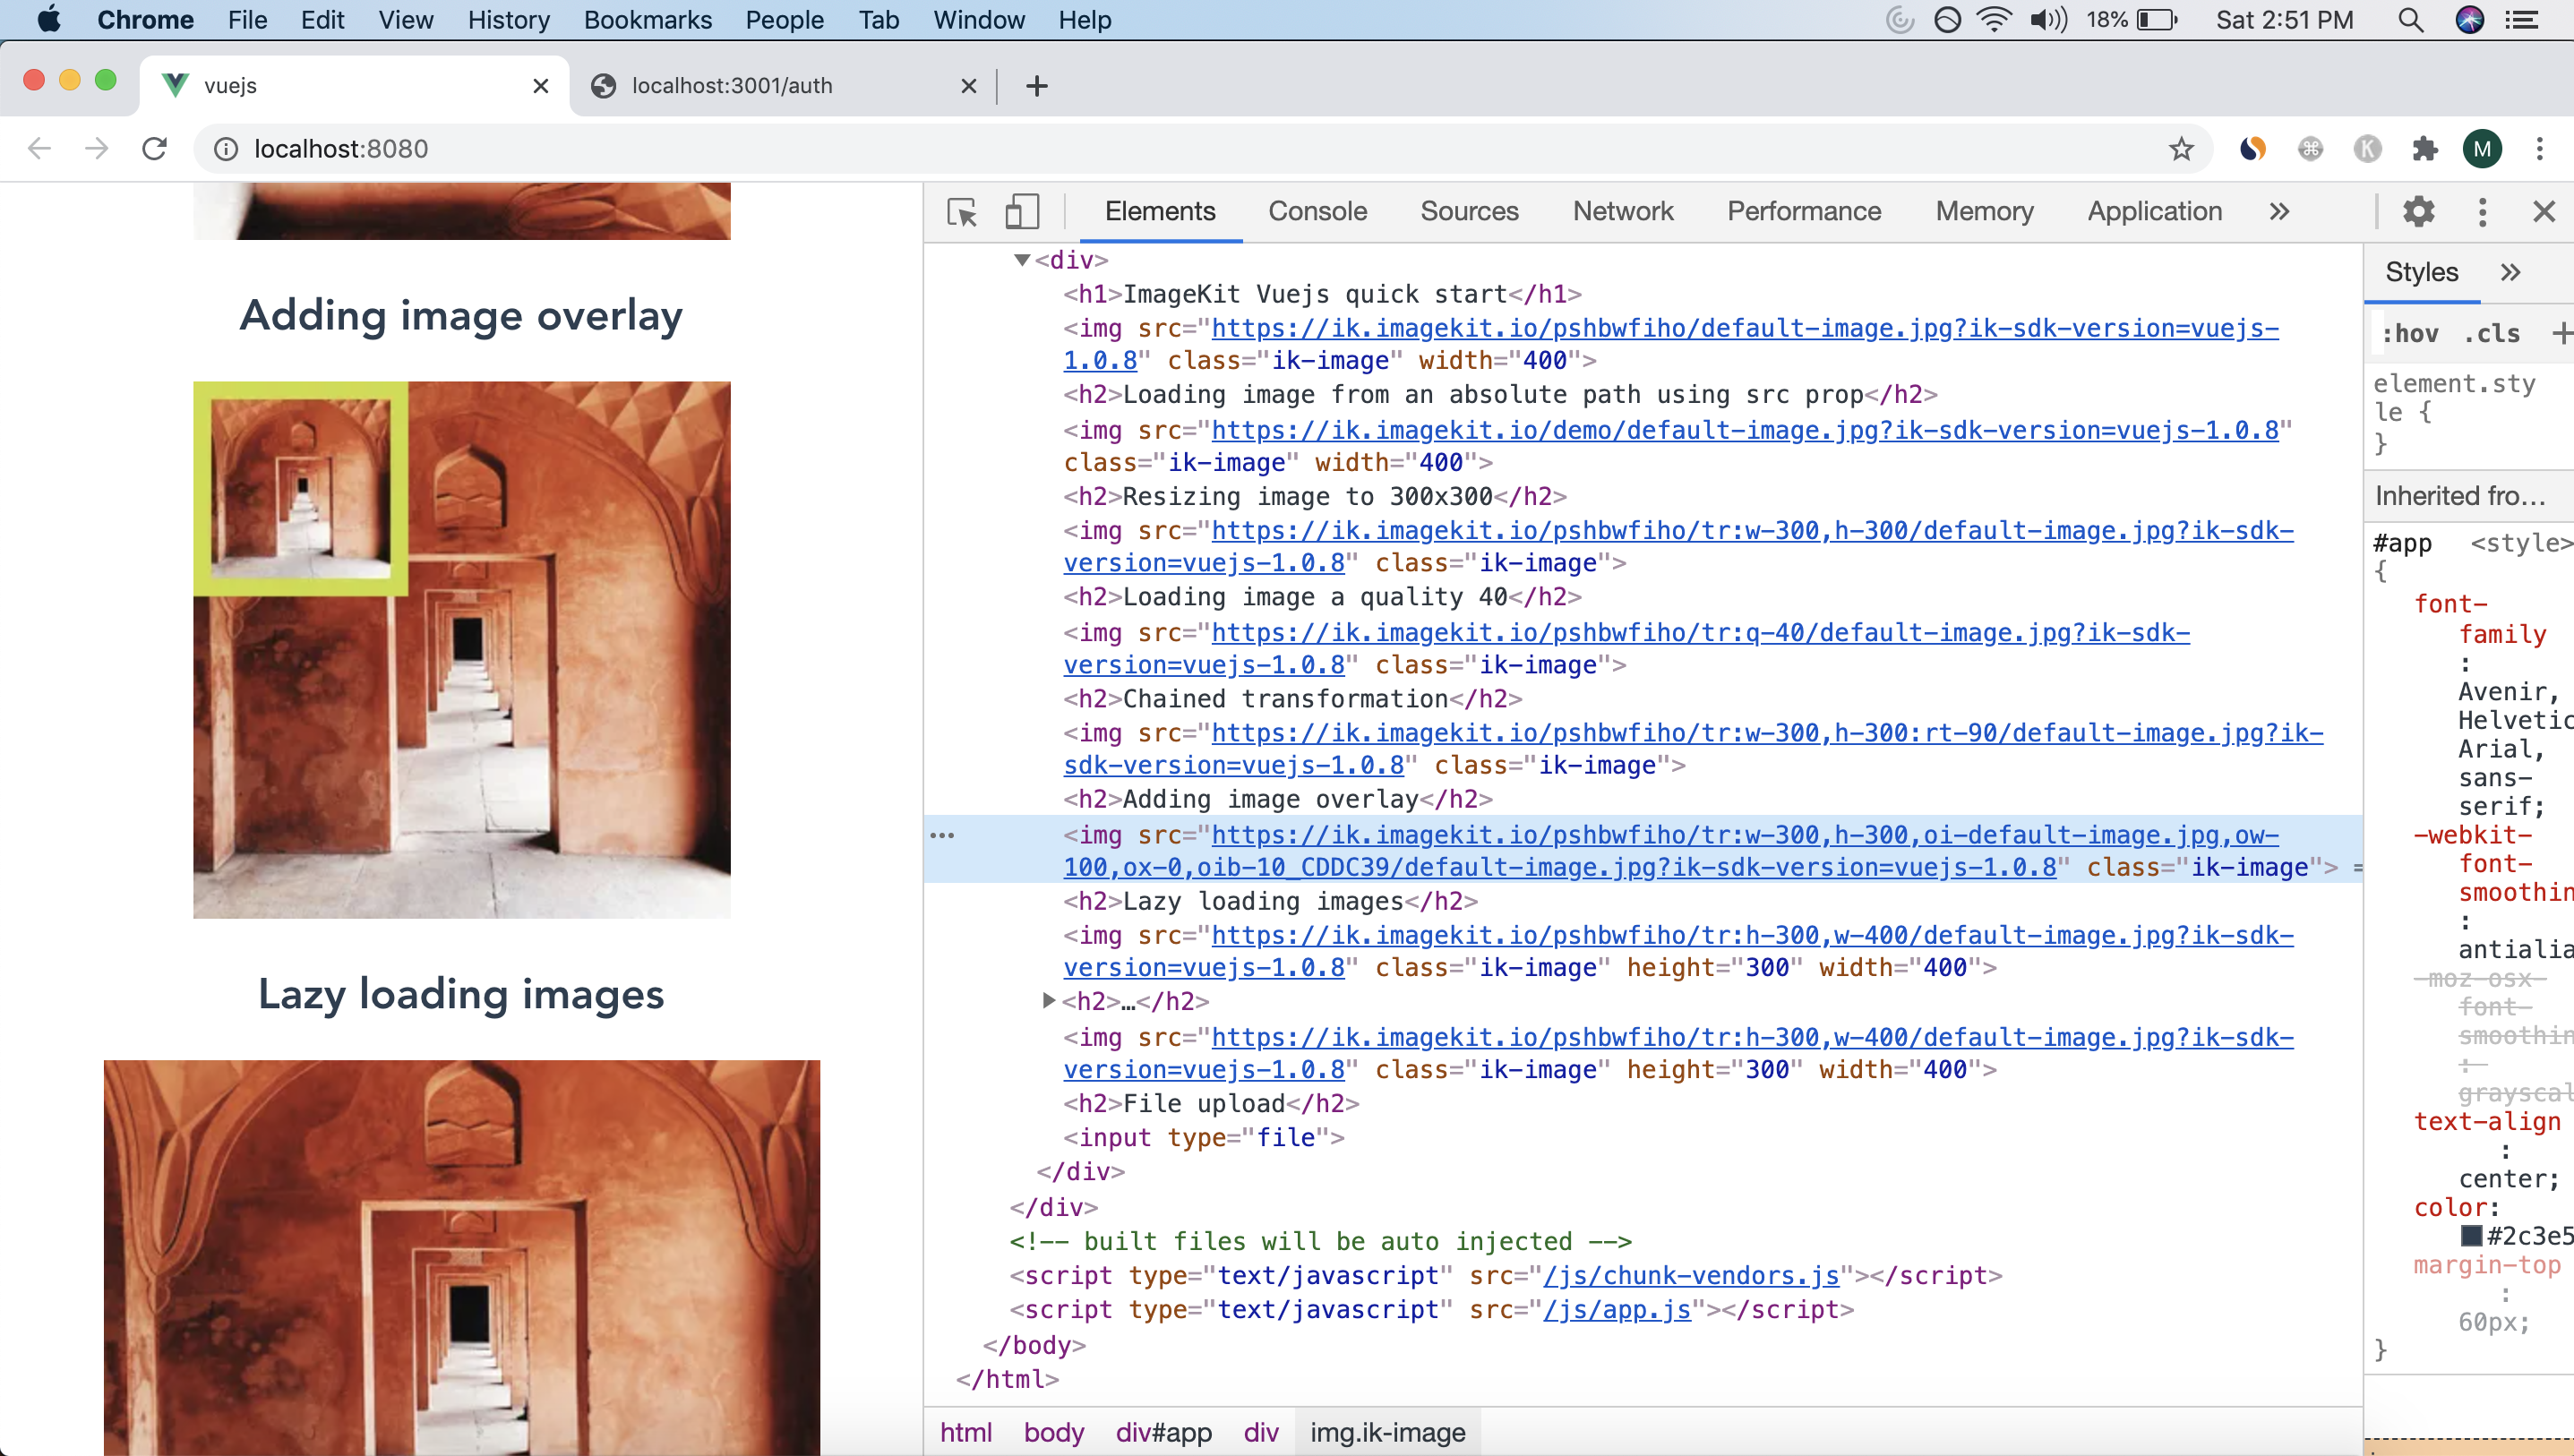 Chrome File Edit View History Bookmarks People Tab Window Help 18% Sat 2:51 PM
vuejs localhost:3001/auth
localhost:8080 K M
Elements Console Sources Network Performance Memory Application »
Adding image overlay
Lazy loading images
<div>
<h1>ImageKit Vuejs quick start</h1>
<img src="https://ik.imagekit.io/pshbwfiho/default-image.jpg?ik-sdk-version=vuejs-
1.0.8" class="ik-image" width="400">
<h2>Loading image from an absolute path using src prop</h2>
<img src="https://ik.imagekit.io/demo/default-image.jpg?ik-sdk-version=vuejs-1.0.8"
class="ik-image" width="400">
<h2>Resizing image to 300x300</h2>
<img src="https://ik.imagekit.io/pshbwfiho/tr:w-300,h-300/default-image.jpg?ik-sdk-
version=vuejs-1.0.8" class="ik-image">
<h2>Loading image a quality 40</h2>
<img src="https://ik.imagekit.io/pshbwfiho/tr:q-40/default-image.jpg?ik-sdk-
version=vuejs-1.0.8" class="ik-image">
<h2>Chained transformation</h2>
<img src="https://ik.imagekit.io/pshbwfiho/tr:w-300,h-300:rt-90/default-image.jpg?ik-
sdk-version=vuejs-1.0.8" class="ik-image">
<h2>Adding image overlay</h2>
<img src="https://ik.imagekit.io/pshbwfiho/tr:w-300,h-300,oi-default-image.jpg,ow-
100,ox-0,oib-10_CDDC39/default-image.jpg?ik-sdk-version=vuejs-1.0.8" class="ik-image"> =
<h2>Lazy loading images</h2>
<img src="https://ik.imagekit.io/pshbwfiho/tr:h-300,w-400/default-image.jpg?ik-sdk-
version=vuejs-1.0.8" class="ik-image" height="300" width="400">
<h2>…</h2>
<img src="https://ik.imagekit.io/pshbwfiho/tr:h-300,w-400/default-image.jpg?ik-sdk-
version=vuejs-1.0.8" class="ik-image" height="300" width="400">
<h2>File upload</h2>
<input type="file">
</div>
</div>
<!-- built files will be auto injected -->
<script type="text/javascript" src="/js/chunk-vendors.js"></script>
<script type="text/javascript" src="/js/app.js"></script>
</body>
</html>
html body div#app div img.ik-image
Styles »
:hov .cls +
element.sty
le {
}
Inherited fro…
#app <style>
{
font-
family
:
Avenir,
Helvetic
Arial,
sans-
serif;
-webkit-
font-
smoothin
:
antialia
-moz-osx-
font-
smoothin
:
grayscal
text-align
:
center;
color:
#2c3e5
margin-top
:
60px;
}